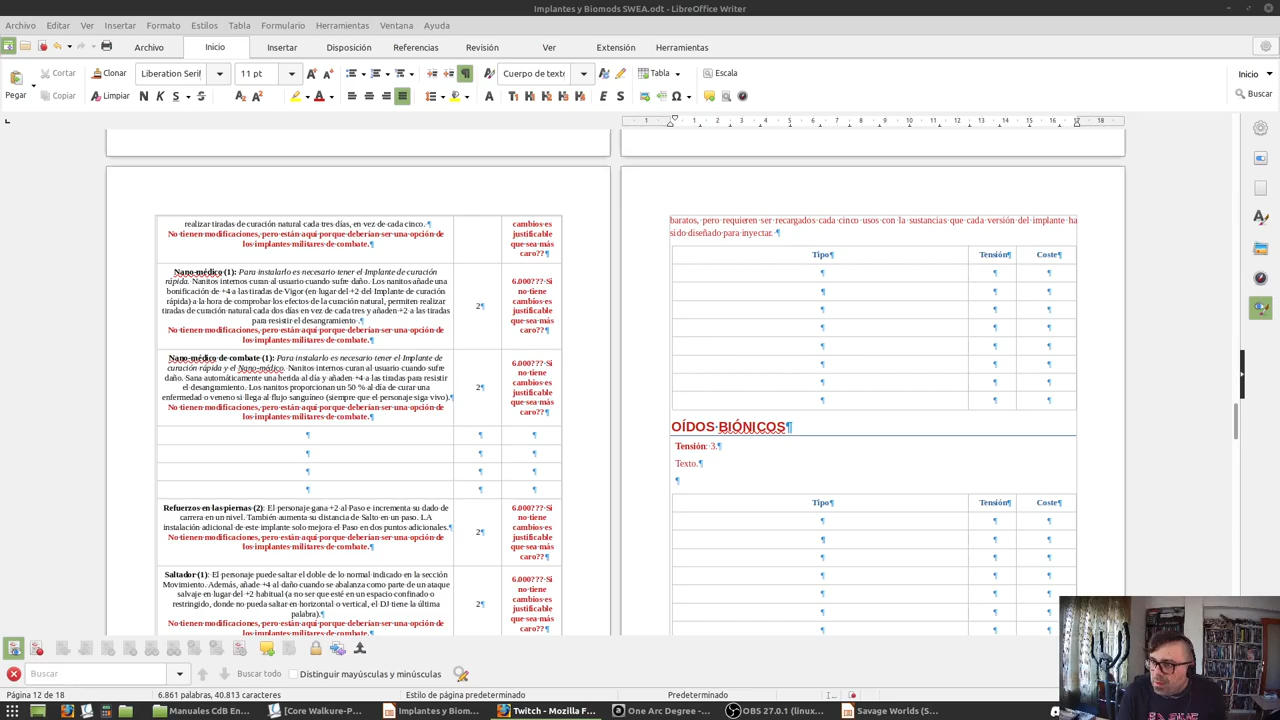 Implantes y Biomods SWEA.odt - LibreOffice Writer
Archivo Editar Ver Insertar Formato Estilos Tabla Formulario Herramientas Ventana Ayuda
Archivo Inicio Insertar Disposición Referencias Revisión Ver Extensión Herramientas
Cortar Clonar Liberation Serif 11 pt Cuerpo de texto Tabla Escala Inicio
Pegar Copiar Limpiar N K S S Buscar
1 1 2 3 4 5 6 7 8 9 10 11 12 13 14 15 16 17 18
realizar tiradas de curación natural cada tres días, en vez de cada cinco. ¶
No tienen modificaciones, pero están aquí porque deberían ser una opción de
los implantes militares de combate.¶
cambios es
justificable
que sea más
caro??¶
Nano-médico (1): Para instalarlo es necesario tener el Implante de curación
rápida. Nanitos internos curan al usuario cuando sufre daño. Los nanitos añade una
bonificación de +4 a las tiradas de Vigor (en lugar del +2 del Implante de curación
rápida) a la hora de comprobar los efectos de la curación natural, permiten realizar
tiradas de curación natural cada dos días en vez de cada tres y añaden +2 a las tiradas
para resistir el desangramiento .¶
No tienen modificaciones, pero están aquí porque deberían ser una opción de
los implantes militares de combate.¶
2¶
6.000??? Si
no tiene
cambios es
justificable
que sea más
caro??¶
Nano-médico de combate (1): Para instalarlo es necesario tener el Implante de
curación rápida y el Nano-médico. Nanitos internos curan al usuario cuando sufre
daño. Sana automáticamente una herida al día y añaden +4 a las tiradas para resistir
el desangramiento. Los nanitos proporcionan un 50 % al día de curar una
enfermedad o veneno si llega al flujo sanguíneo (siempre que el personaje siga vivo).¶
No tienen modificaciones, pero están aquí porque deberían ser una opción de
los implantes militares de combate.¶
2¶
6.000??? Si
no tiene
cambios es
justificable
que sea más
caro??¶
¶ ¶ ¶
¶ ¶ ¶
¶ ¶ ¶
¶ ¶ ¶
Refuerzos en las piernas (2): El personaje gana +2 al Paso e incrementa su dado de
carrera en un nivel. También aumenta su distancia de Salto en un paso. LA
instalación adicional de este implante solo mejora el Paso en dos puntos adicionales.¶
No tienen modificaciones, pero están aquí porque deberían ser una opción de
los implantes militares de combate.¶
2¶
6.000??? Si
no tiene
cambios es
justificable
que sea más
caro??¶
Saltador (1): El personaje puede saltar el doble de lo normal indicado en la sección
Movimiento. Además, añade +4 al daño cuando se abalanza como parte de un ataque
salvaje en lugar del +2 habitual (a no ser que esté en un espacio confinado o
restringido, donde no pueda saltar en horizontal o vertical, el DJ tiene la última
palabra).¶
No tienen modificaciones, pero están aquí porque deberían ser una opción de
los implantes militares de combate.¶
2¶
6.000??? Si
no tiene
cambios es
justificable
que sea más
caro??¶
baratos, pero requieren ser recargados cada cinco usos con la sustancias que cada versión del implante ha
sido diseñado para inyectar. ¶
Tipo¶ Tensión¶ Coste¶
¶ ¶ ¶
¶ ¶ ¶
¶ ¶ ¶
¶ ¶ ¶
¶ ¶ ¶
¶ ¶ ¶
¶ ¶ ¶
¶ ¶ ¶
OÍDOS BIÓNICOS¶
Tensión: 3.¶
Texto.¶
¶
Tipo¶ Tensión¶ Coste¶
¶ ¶ ¶
¶ ¶ ¶
¶ ¶ ¶
¶ ¶ ¶
¶ ¶ ¶
¶ ¶ ¶
¶ ¶ ¶
Buscar Buscar todo Distinguir mayúsculas y minúsculas
Página 12 de 18 6.861 palabras, 40.813 caracteres Estilo de página predeterminado Predeterminado
Manuales CdB En... [Core Walkure-P... Implantes y Biom... Twitch - Mozilla F... One Arc Degree -... OBS 27.0.1 (linux... Savage Worlds (S...